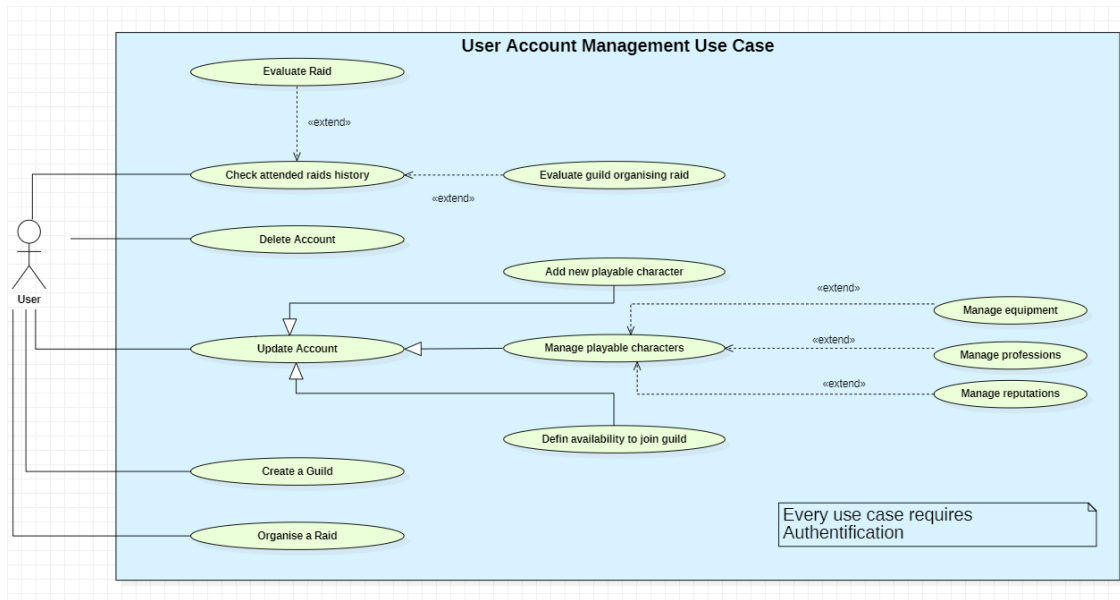 User Account Management Use Case
Evaluate Raid
«extend»
Check attended raids history
Evaluate guild organising raid
«extend»
Delete Account
Add new playable character
User
«extend»
Manage equipment
Update Account
Manage playable characters
«extend»
Manage professions
«extend»
Manage reputations
Defin availability to join guild
Create a Guild
Every use case requires
Authentification
Organise a Raid